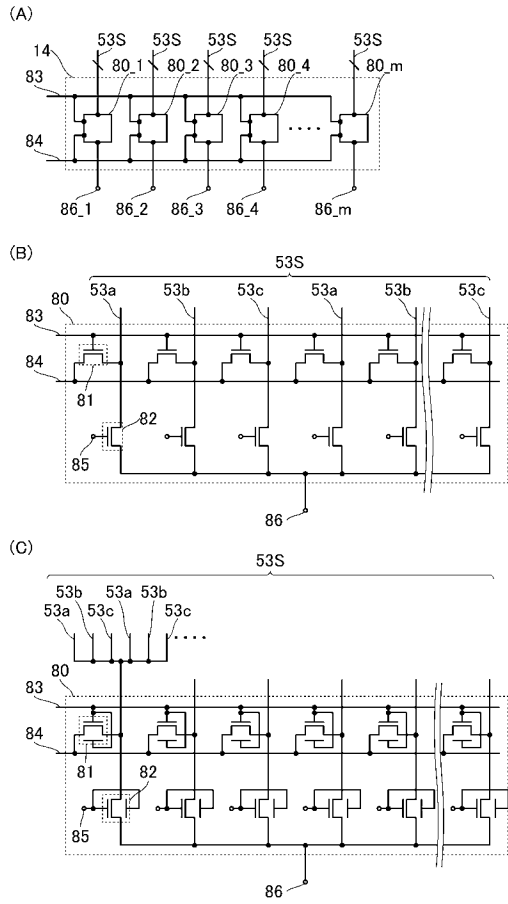 (A)
53S 53S 53S 53S 53S
14 80_1 80_2 80_3 80_4 80_m
83
84
86_1 86_2 86_3 86_4 86_m
(B)
53S
80 53a 53b 53c 53a 53b 53c
83
84
81
82
85
86
(C)
53S
53b 53a 53b
53a 53c 53c
80
83
84
81
82
85
86